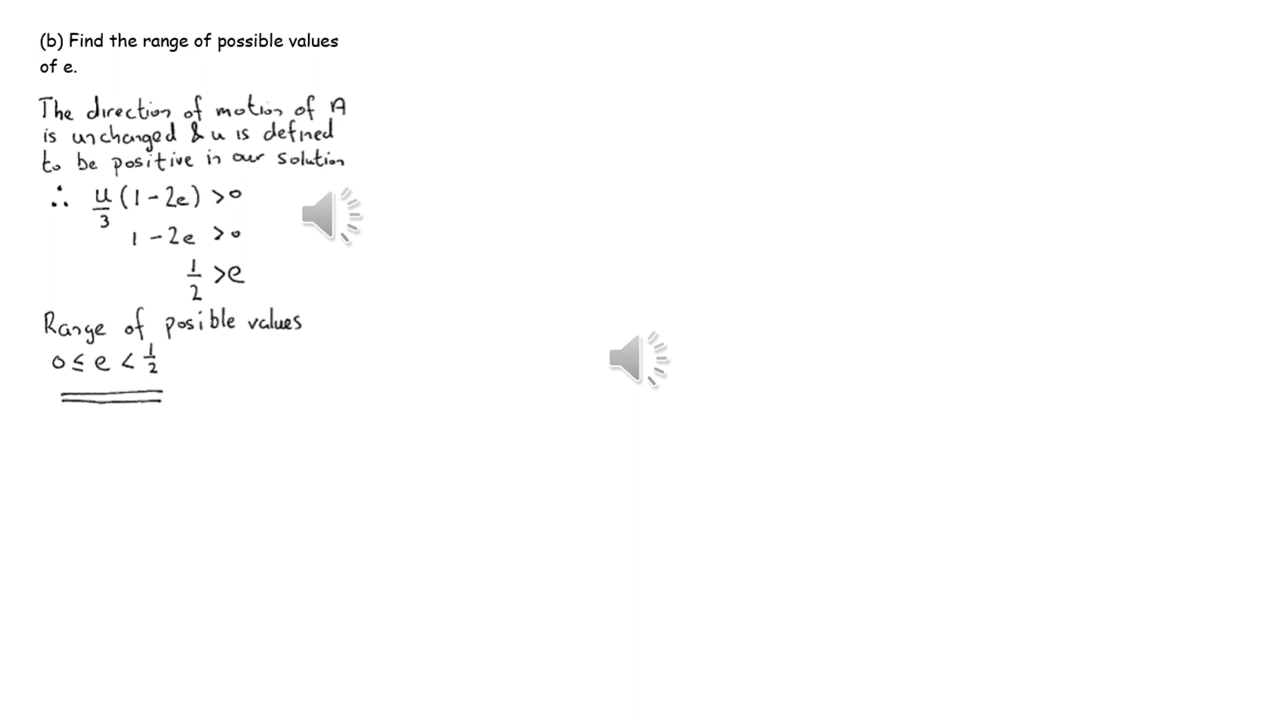 (b) Find the range of possible values
of e.
The direction of motion of A
is unchanged & u is defined
to be positive in our solution
∴ u/3 (1 - 2e) > 0
1 - 2e > 0
1/2 > e
Range of posible values
0 ≤ e < 1/2